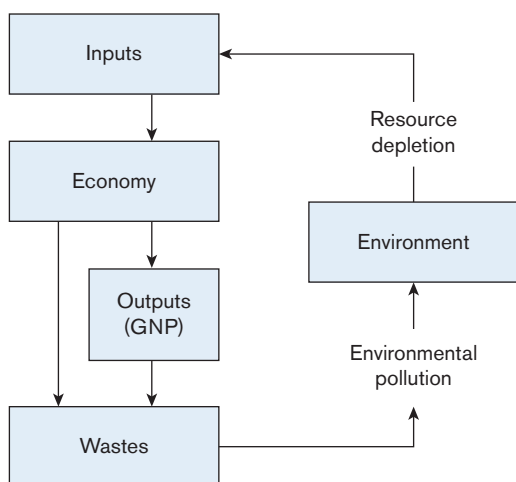 Inputs
Resource
depletion
Economy
Environment
Outputs
(GNP)
Environmental
pollution
Wastes